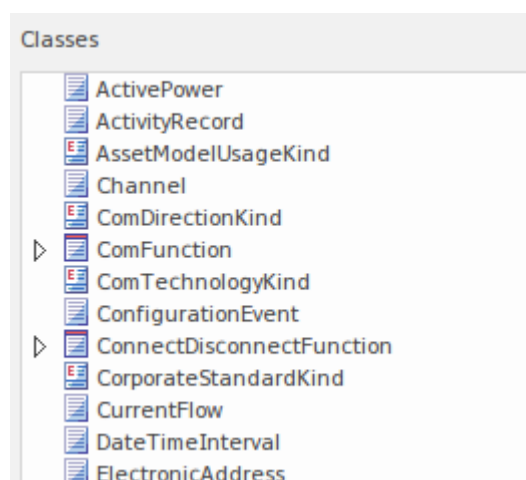 Classes
ActivePower
ActivityRecord
AssetModelUsageKind
Channel
ComDirectionKind
ComFunction
ComTechnologyKind
ConfigurationEvent
ConnectDisconnectFunction
CorporateStandardKind
CurrentFlow
DateTimeInterval
ElectronicAddress